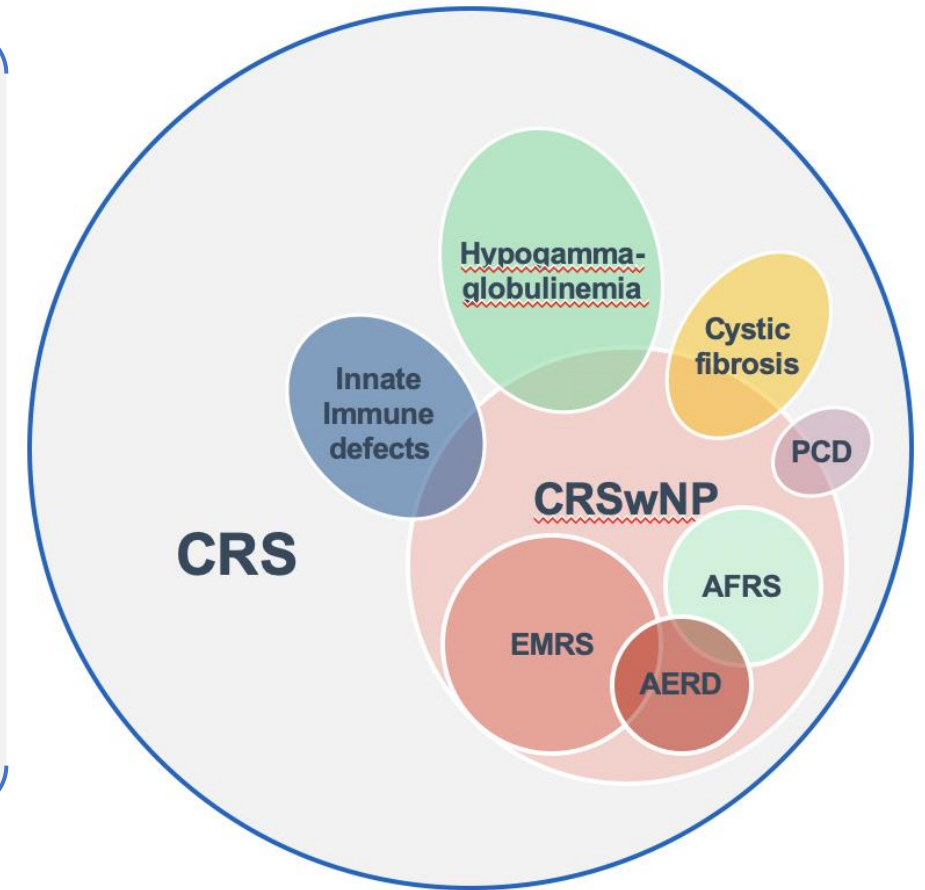 Hypogamma-
globulinemia
Cystic
fibrosis
Innate
Immune
defects
PCD
CRSwNP
CRS
AFRS
EMRS
AERD